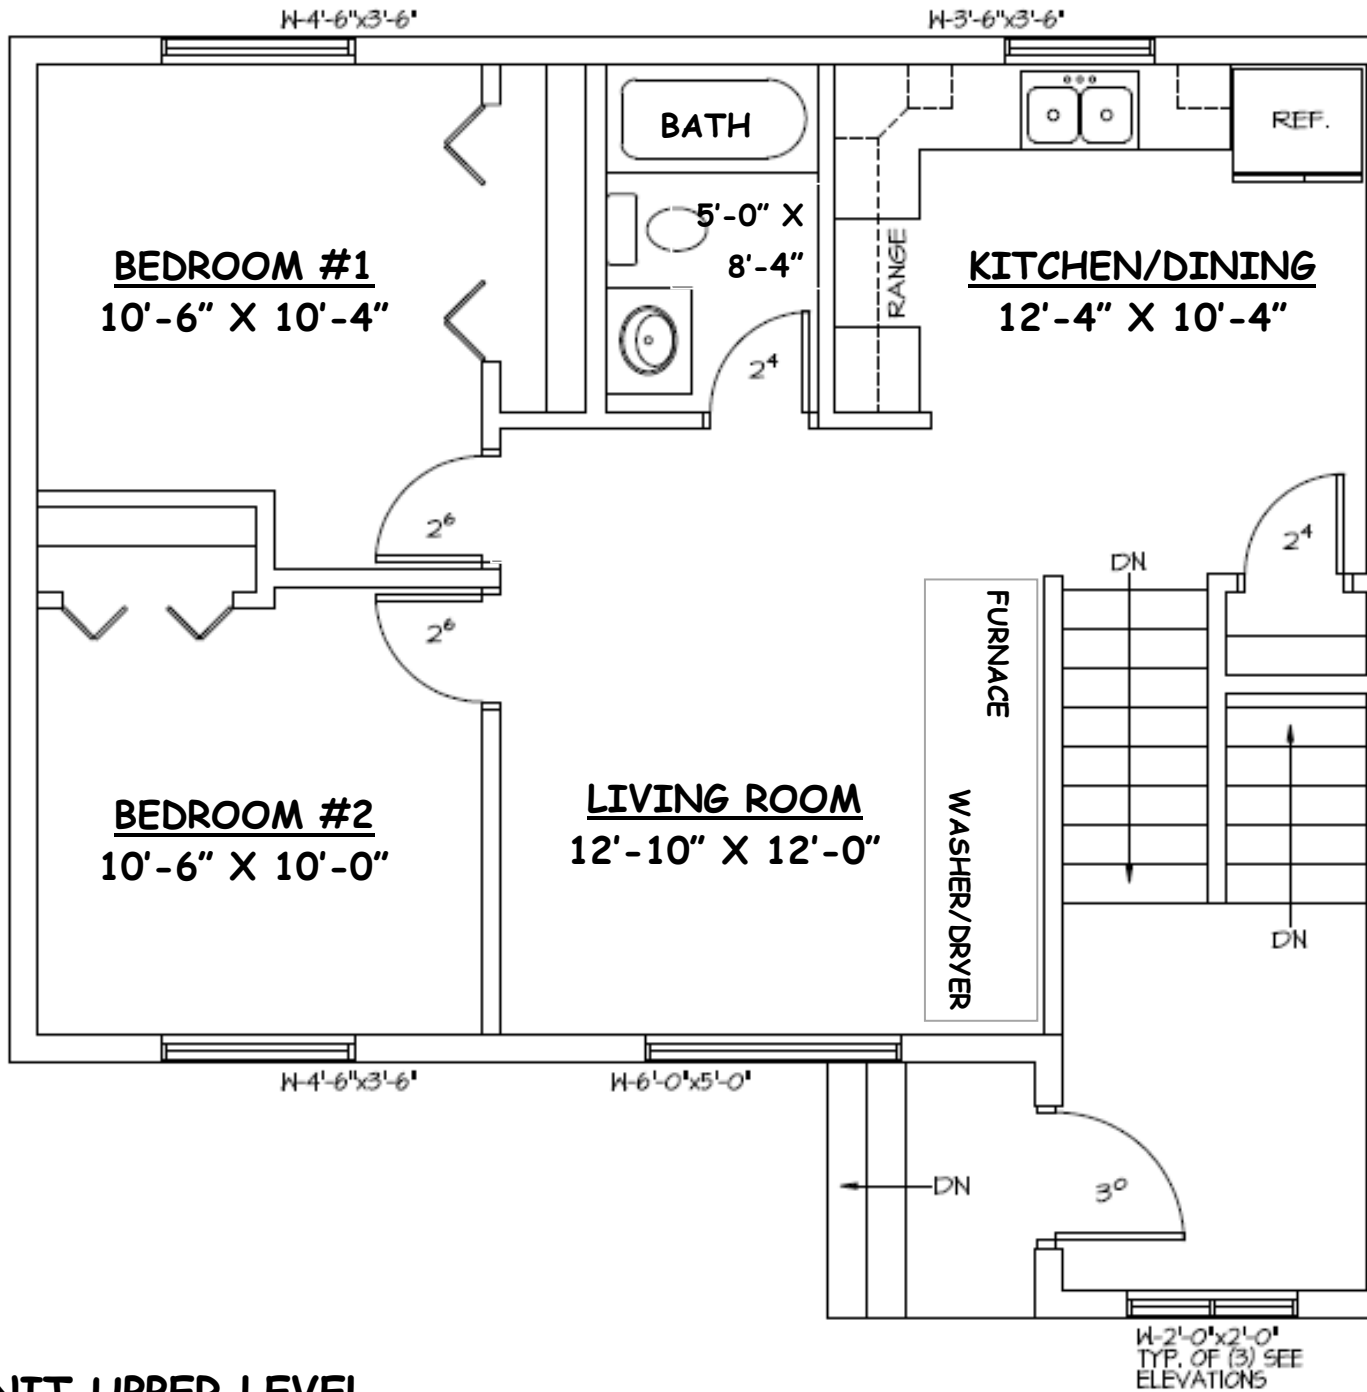 W-4'-6"x3'-6"
W-3'-6"x3'-6"
BATH
REF.
5'-0" X
8'-4"
RANGE
BEDROOM #1
10'-6" X 10'-4"
KITCHEN/DINING
12'-4" X 10'-4"
2⁴
2⁶
2⁴
DN
2⁶
FURNACE
WASHER/DRYER
BEDROOM #2
10'-6" X 10'-0"
LIVING ROOM
12'-10" X 12'-0"
DN
W-4'-6"x3'-6"
W-6'-0"x5'-0"
DN
3⁰
W-2'-0"x2'-0"
TYP. OF (3) SEE
ELEVATIONS
UPPER LEVEL